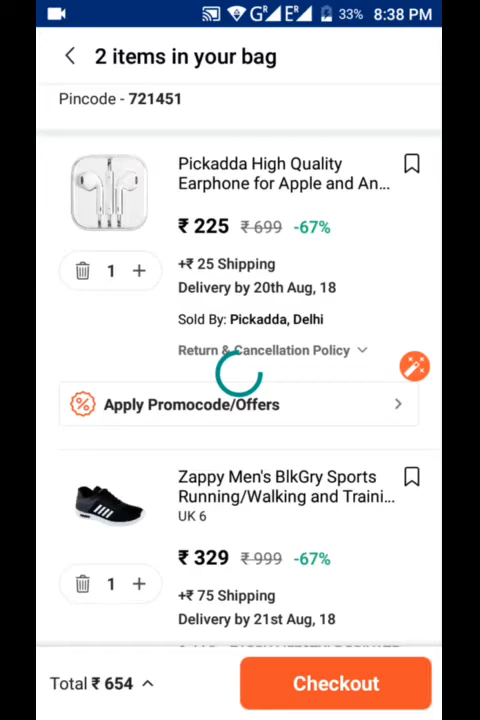 GR ER 33% 8:38 PM
2 items in your bag
Pincode - 721451
Pickadda High Quality
Earphone for Apple and An...
₹ 225 ₹ 699 -67%
1 +
+₹ 25 Shipping
Delivery by 20th Aug, 18
Sold By: Pickadda, Delhi
Return & Cancellation Policy
Apply Promocode/Offers
Zappy Men's BlkGry Sports
Running/Walking and Traini...
UK 6
₹ 329 ₹ 999 -67%
1 +
+₹ 75 Shipping
Delivery by 21st Aug, 18
Total ₹ 654
Checkout